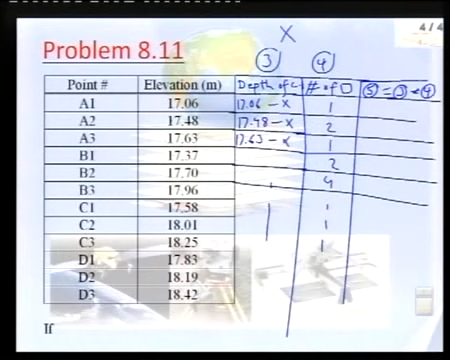 X
4/4
Problem 8.11
③ ④
Point # Elevation (m) Depth of C # of □ ⑤ = ③ * ④
A1 17.06 17.06 - X 1
A2 17.48 17.48 - X 2
A3 17.63 17.63 - X 1
B1 17.37 2
B2 17.70 4
B3 17.96
C1 17.58 1
C2 18.01 1
C3 18.25 1
D1 17.83
D2 18.19
D3 18.42
If